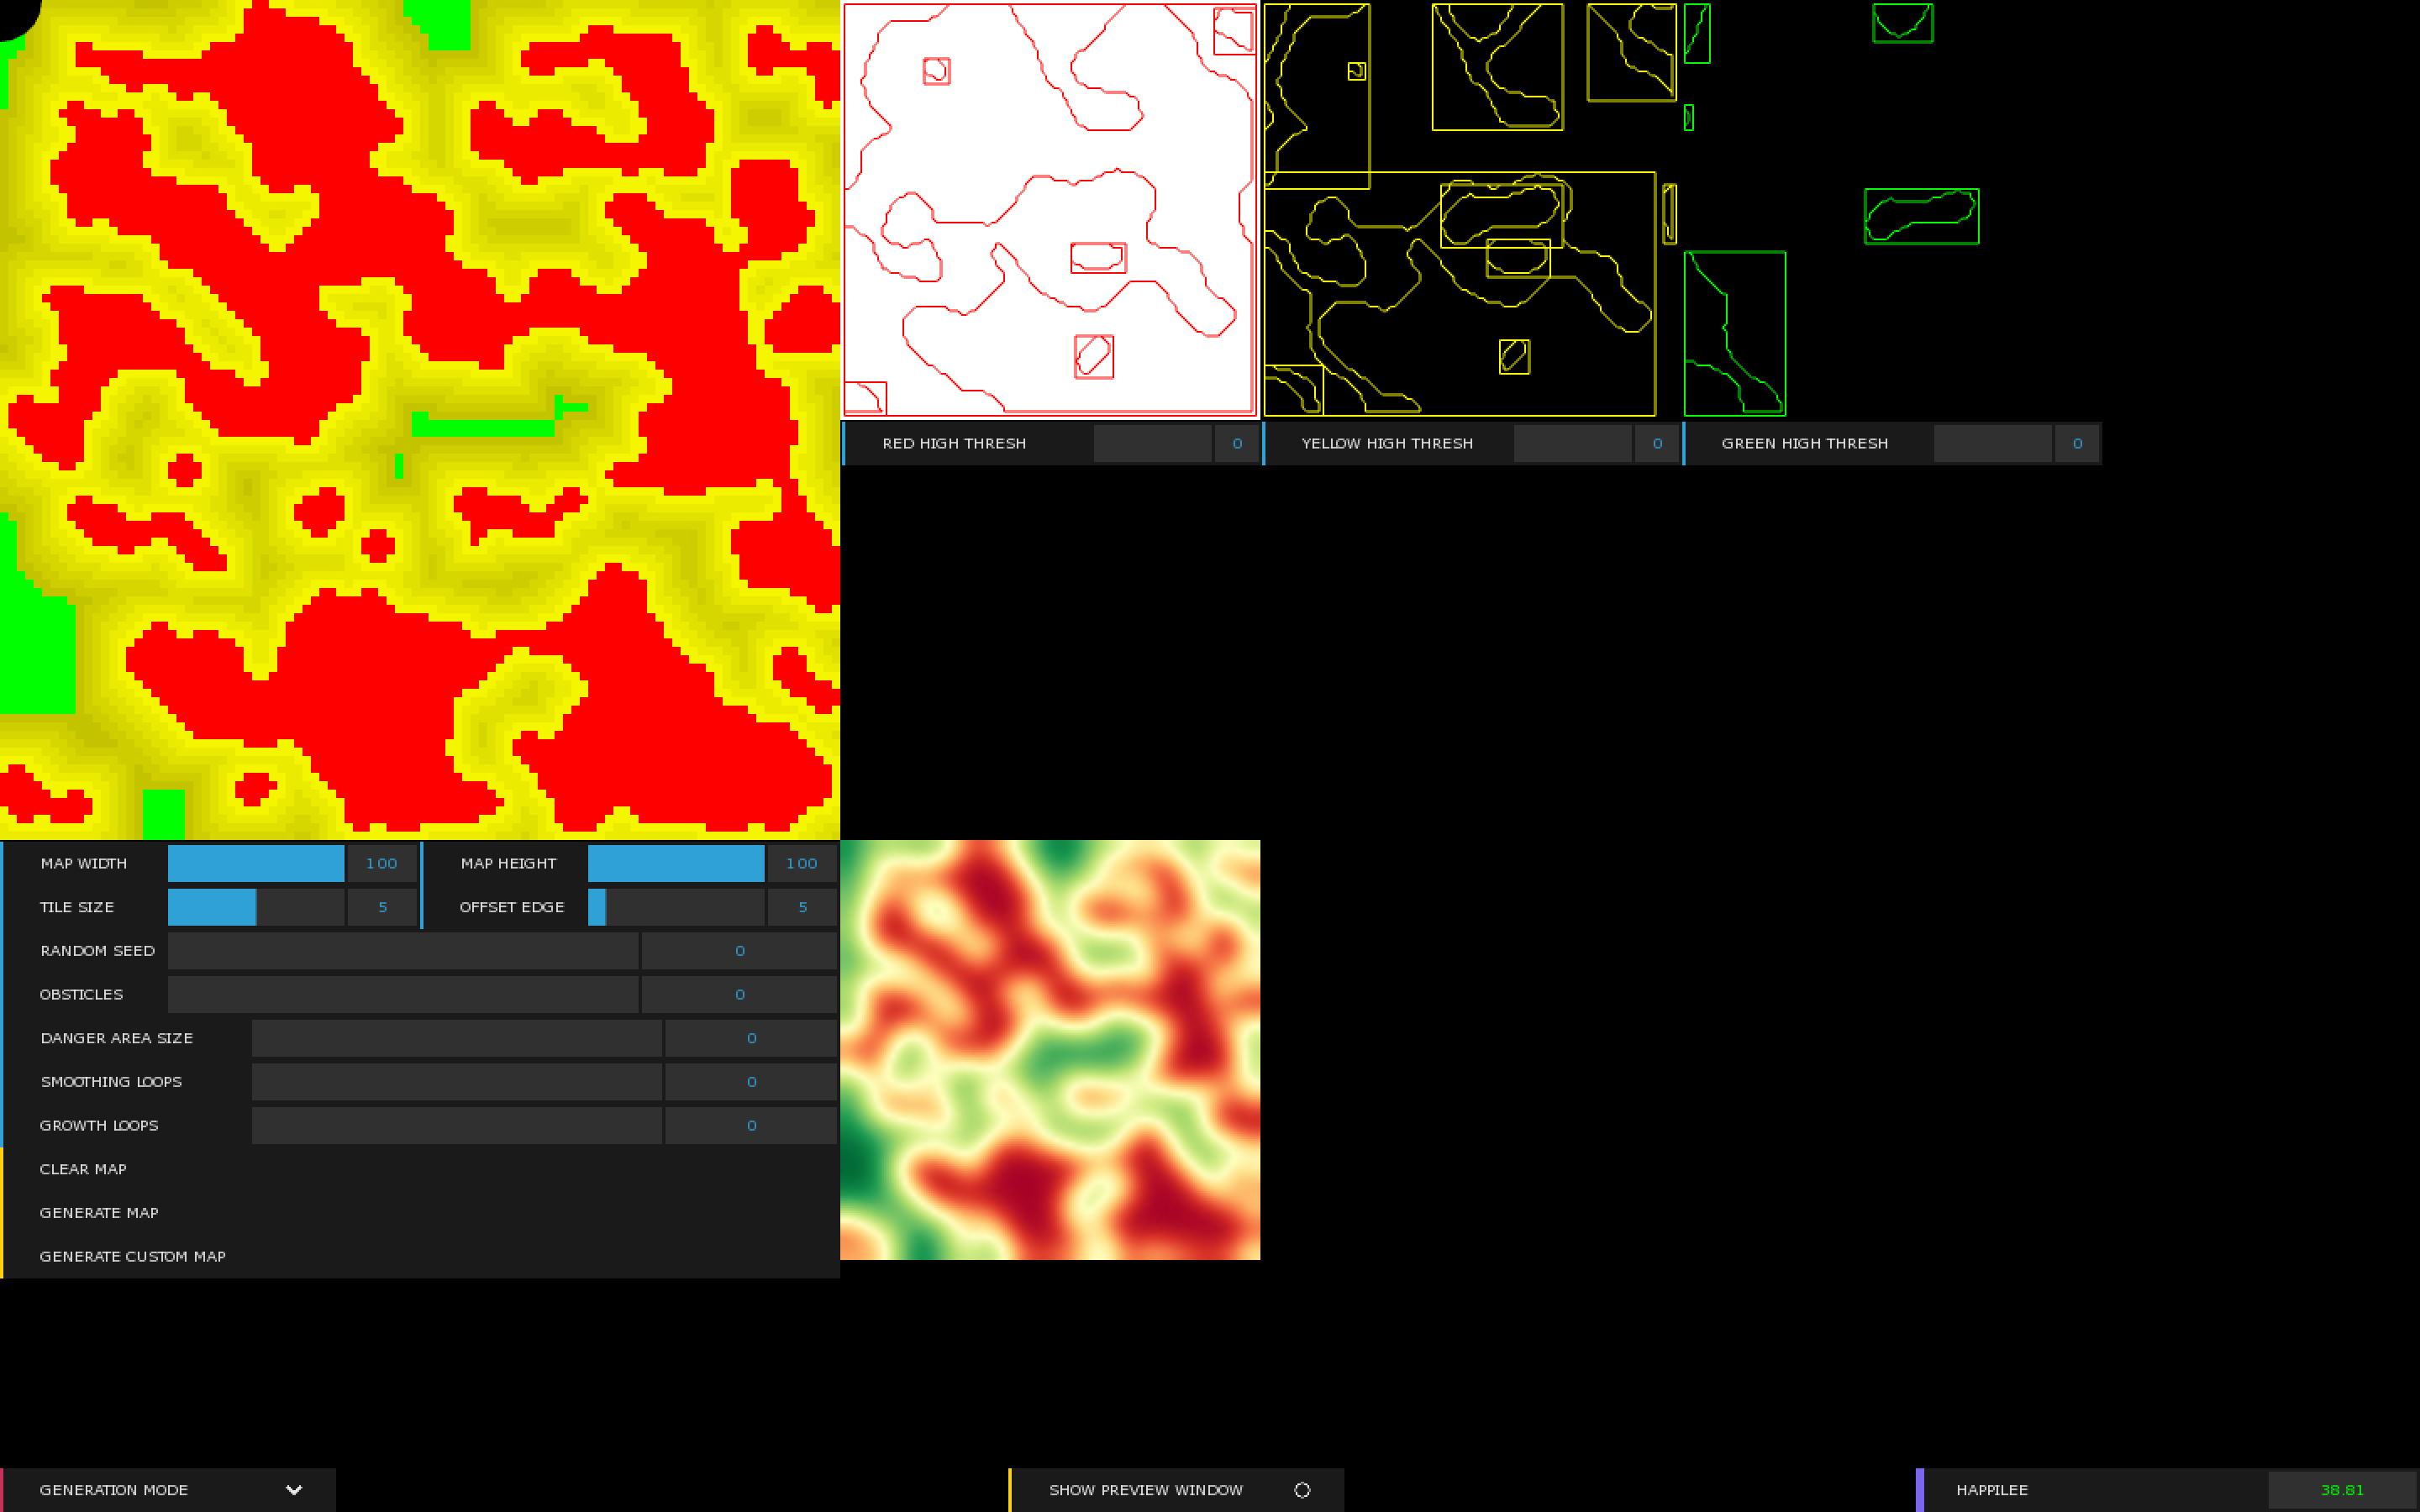 RED HIGH THRESH 0 YELLOW HIGH THRESH 0 GREEN HIGH THRESH 0
MAP WIDTH 100 MAP HEIGHT 100
TILE SIZE 5 OFFSET EDGE 5
RANDOM SEED 0
OBSTICLES 0
DANGER AREA SIZE 0
SMOOTHING LOOPS 0
GROWTH LOOPS 0
CLEAR MAP
GENERATE MAP
GENERATE CUSTOM MAP
GENERATION MODE SHOW PREVIEW WINDOW HAPPILEE 38.81